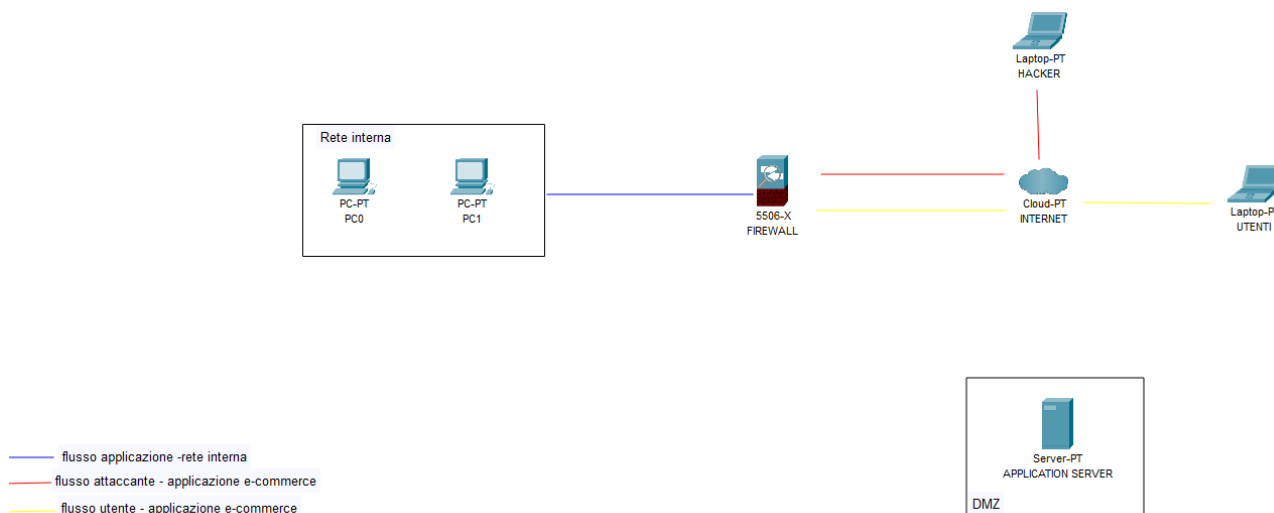 Laptop-PT
HACKER
Rete interna
PC-PT
PC0
PC-PT
PC1
5506-X
FIREWALL
Cloud-PT
INTERNET
Laptop-P
UTENTI
Server-PT
APPLICATION SERVER
DMZ
flusso applicazione -rete interna
flusso attaccante - applicazione e-commerce
flusso utente - applicazione e-commerce